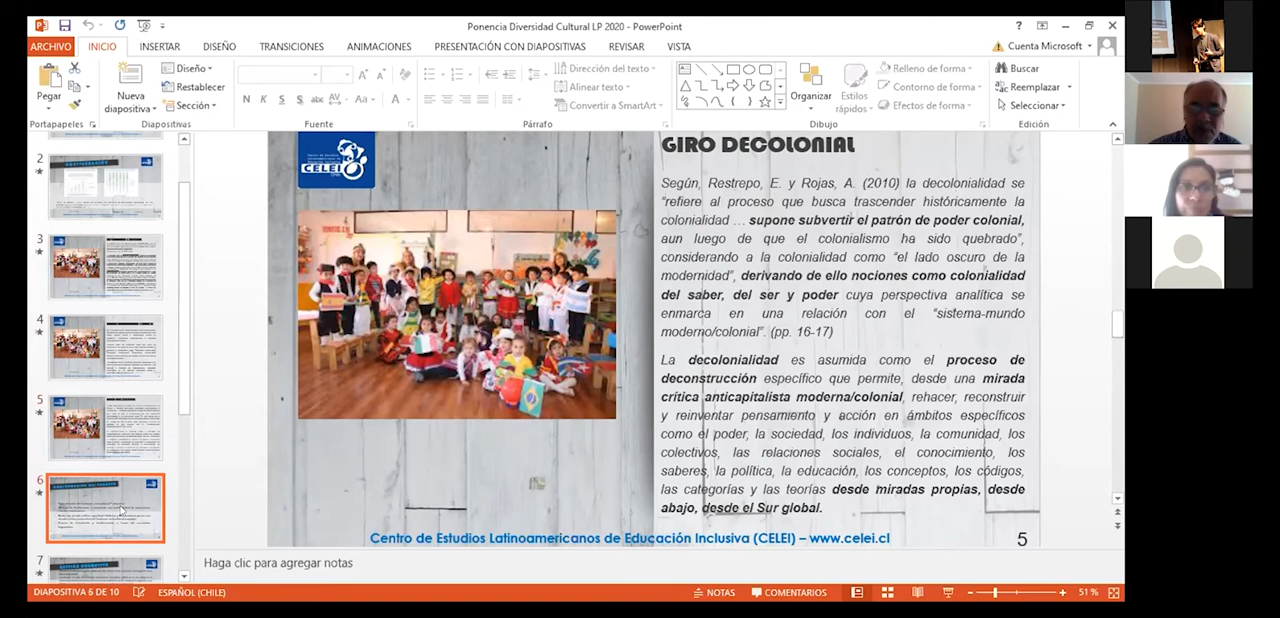 Ponencia Diversidad Cultural LP 2020 - PowerPoint
ARCHIVO INICIO INSERTAR DISEÑO TRANSICIONES ANIMACIONES PRESENTACIÓN CON DIAPOSITIVAS REVISAR VISTA
Cuenta Microsoft
Pegar
Nueva diapositiva
Diseño
Restablecer
Sección
N K S S abc AV Aa A
Dirección del texto
Alinear texto
Convertir a SmartArt
Organizar
Estilos rápidos
Relleno de forma
Contorno de forma
Efectos de forma
Buscar
Reemplazar
Seleccionar
Portapapeles Diapositivas Fuente Párrafo Dibujo Edición
2
3
4
5
6
7
CELEI
GIRO DECOLONIAL
Según, Restrepo, E. y Rojas, A. (2010) la decolonialidad se
"refiere al proceso que busca trascender históricamente la
colonialidad … supone subvertir el patrón de poder colonial,
aun luego de que el colonialismo ha sido quebrado",
considerando a la colonialidad como "el lado oscuro de la
modernidad", derivando nuevas nociones como colonialidad
del saber, del ser y poder cuya perspectiva analítica se
enmarca en una relación con el "sistema-mundo
moderno/colonial". (pp. 16-17)
La decolonialidad es asumida como el proceso de
deconstrucción específico que permite, desde una mirada
crítica anticapitalista moderna/colonial, rehacer, reconstruir
y reinventar pensamiento y acción en ámbitos específicos
como el poder, la sociedad, los individuos, la comunidad, los
colectivos, las relaciones sociales, el conocimiento, los
saberes, la política, la educación, los conceptos, los códigos,
las categorías y las teorías desde miradas propias, desde
abajo, desde el Sur global.
Centro de Estudios Latinoamericanos de Educación Inclusiva (CELEI) – www.celei.cl
5
Haga clic para agregar notas
DIAPOSITIVA 6 DE 10 ESPAÑOL (CHILE) NOTAS COMENTARIOS 51 %